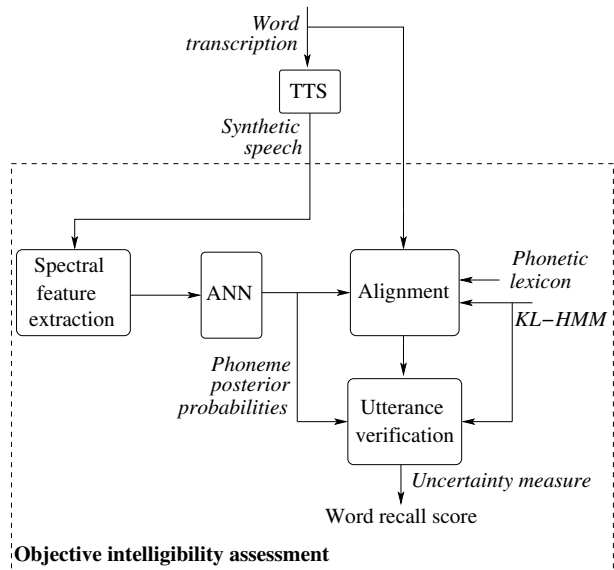 Word
transcription
TTS
Synthetic
speech
Spectral
feature
extraction
ANN
Alignment
Phonetic
lexicon
KL−HMM
Phoneme
posterior
probabilities
Utterance
verification
Uncertainty measure
Word recall score
Objective intelligibility assessment